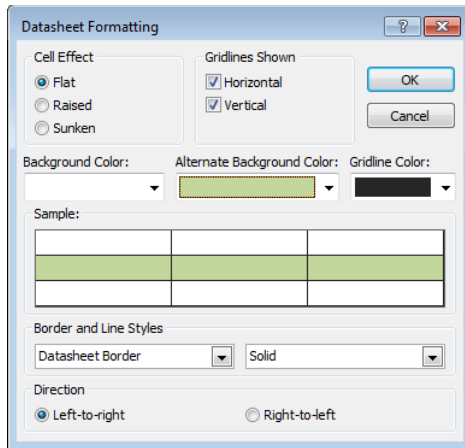 Datasheet Formatting
Cell Effect
Flat
Raised
Sunken
Gridlines Shown
Horizontal
Vertical
OK
Cancel
Background Color:
Alternate Background Color:
Gridline Color:
Sample:
Border and Line Styles
Datasheet Border
Solid
Direction
Left-to-right
Right-to-left